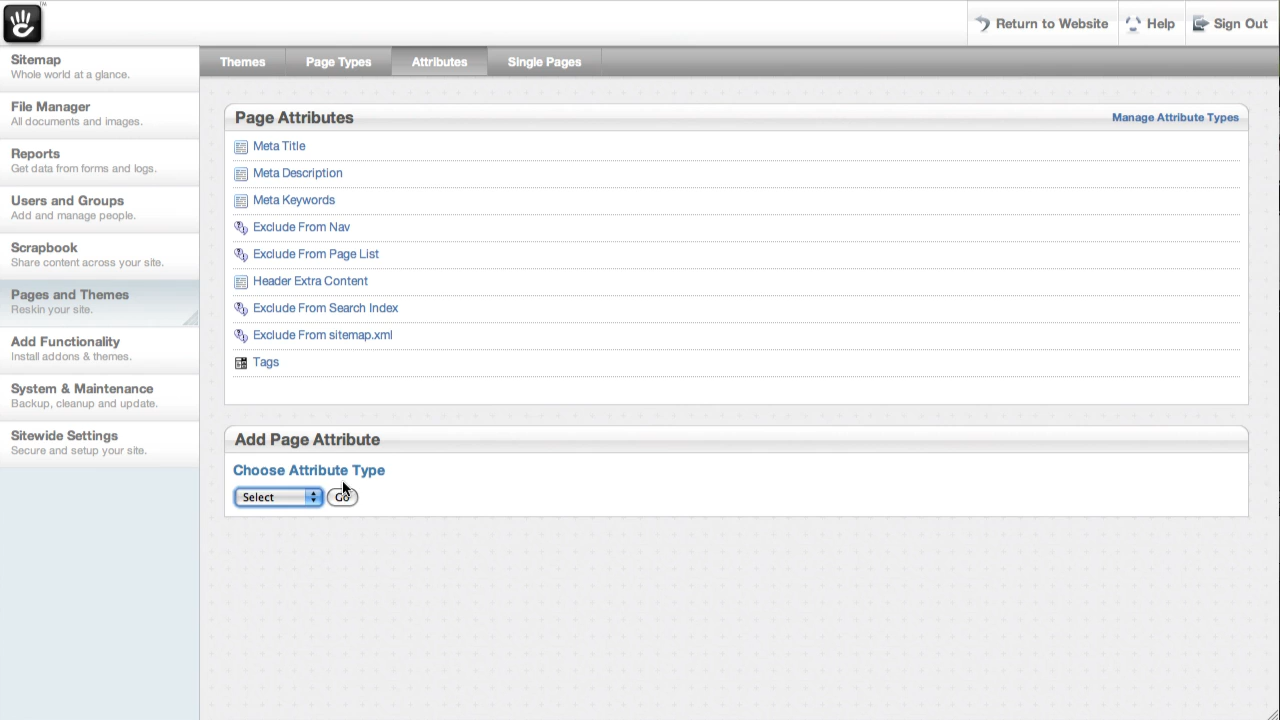 TM
Return to Website
Help
Sign Out
Sitemap
Whole world at a glance.
File Manager
All documents and images.
Reports
Get data from forms and logs.
Users and Groups
Add and manage people.
Scrapbook
Share content across your site.
Pages and Themes
Reskin your site.
Add Functionality
Install addons & themes.
System & Maintenance
Backup, cleanup and update.
Sitewide Settings
Secure and setup your site.
Themes
Page Types
Attributes
Single Pages
Page Attributes
Manage Attribute Types
Meta Title
Meta Description
Meta Keywords
Exclude From Nav
Exclude From Page List
Header Extra Content
Exclude From Search Index
Exclude From sitemap.xml
Tags
Add Page Attribute
Choose Attribute Type
Select
Go